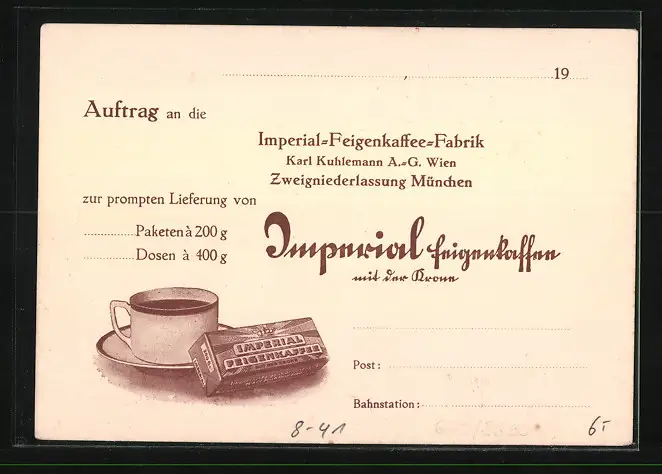 19
Auftrag an die
Imperial=Feigenkaffee=Fabrik
Karl Kuhlemann A.=G. Wien
Zweigniederlassung München
zur prompten Lieferung von
Paketen à 200 g
Dosen à 400 g
Imperial Feigenkaffee
mit der Krone
IMPERIAL
FEIGENKAFFEE
Post:
Bahnstation:
8-41
6-